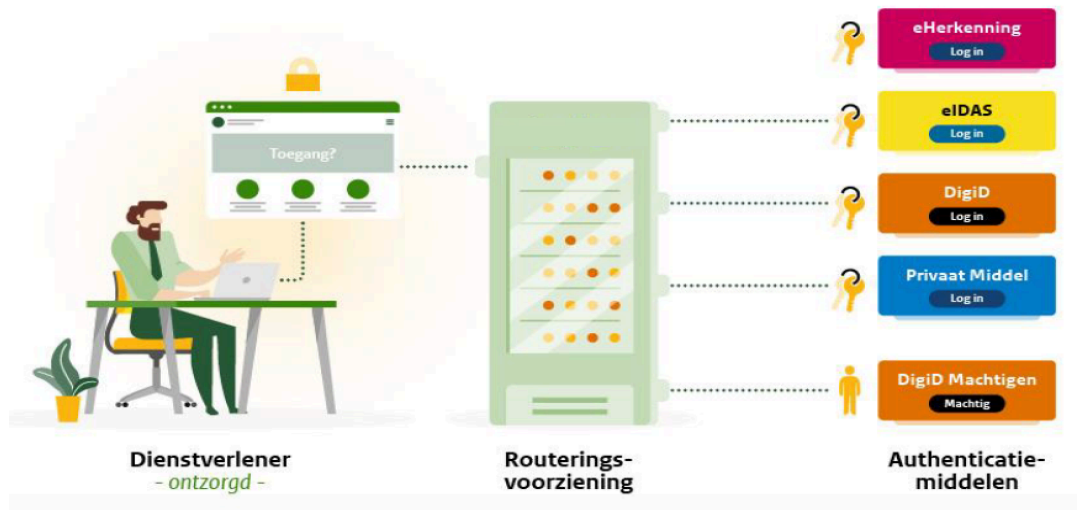 eHerkenning
Log in
eIDAS
Log in
Toegang?
DigiD
Log in
Privaat Middel
Log in
DigiD Machtigen
Machtig
Dienstverlener
- ontzorgd -
Routerings-
voorziening
Authenticatie-
middelen